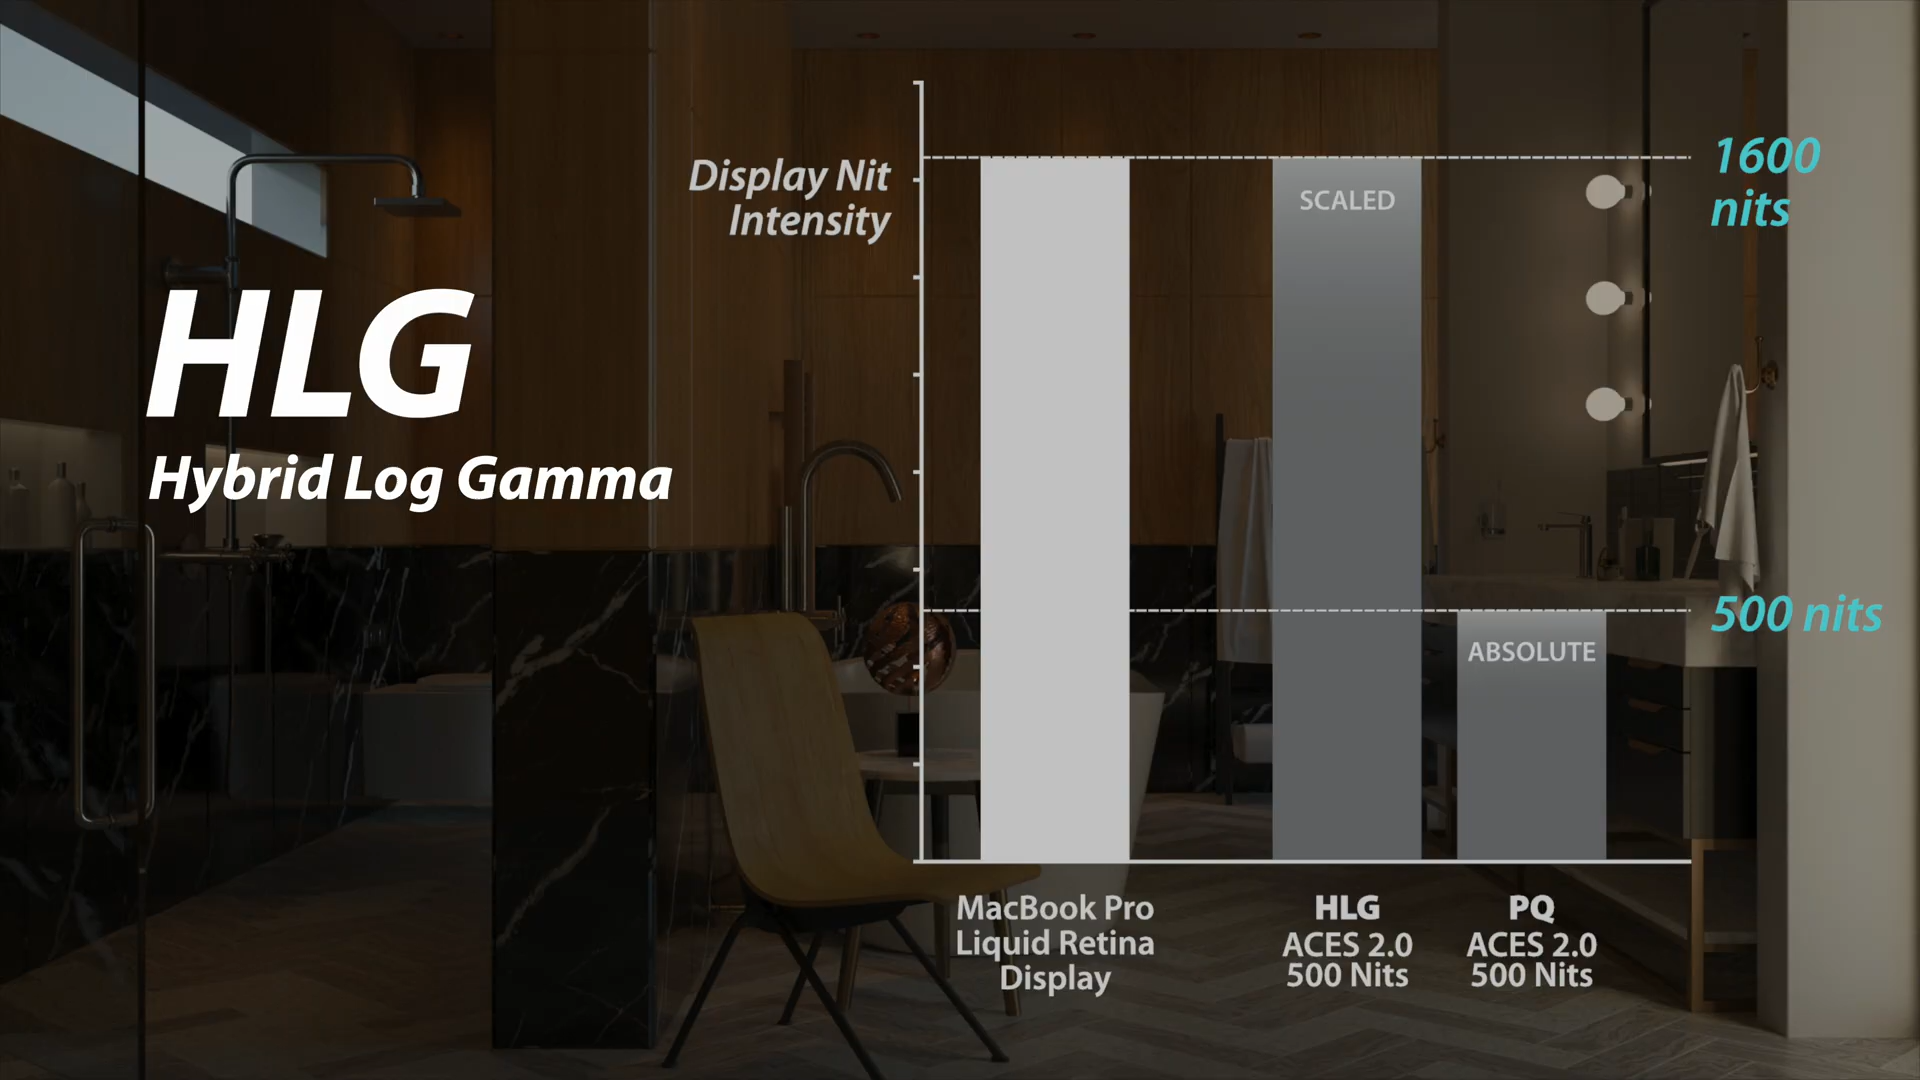 HLG
Hybrid Log Gamma
Display Nit
Intensity
SCALED
1600
nits
ABSOLUTE
500 nits
MacBook Pro
Liquid Retina
Display
HLG
ACES 2.0
500 Nits
PQ
ACES 2.0
500 Nits